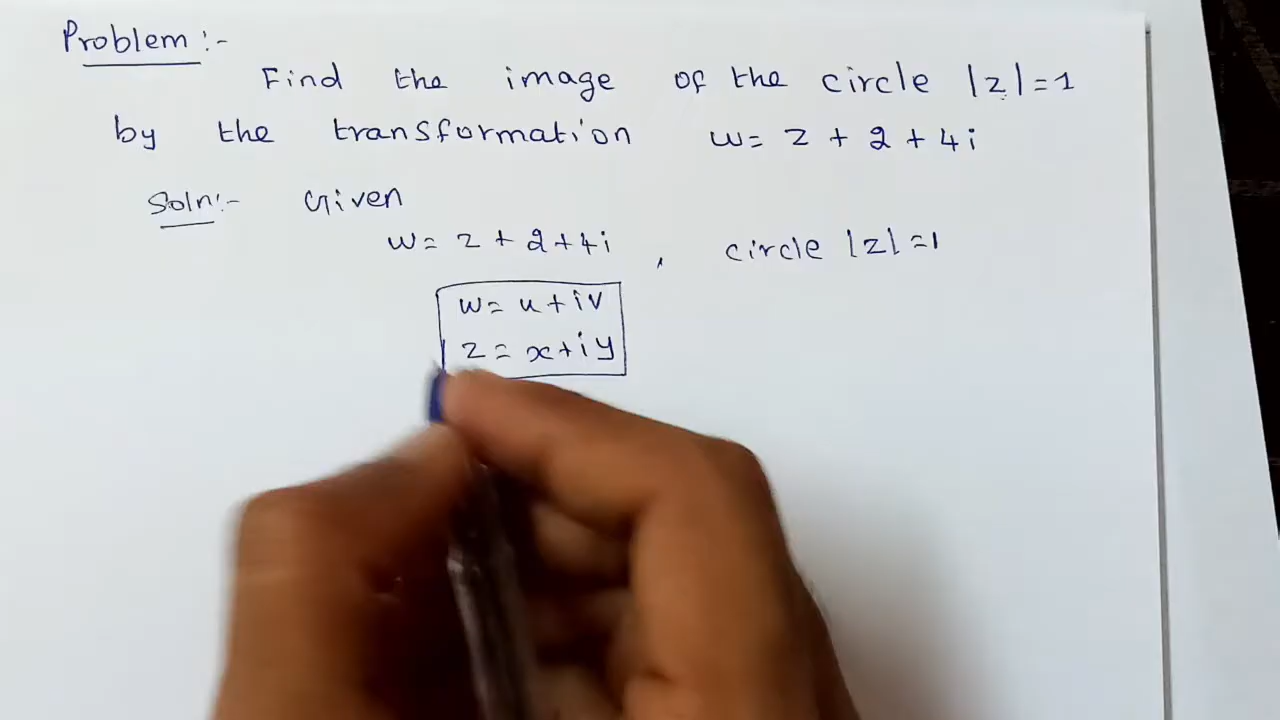 Problem :-
Find the image of the circle |z| = 1
by the transformation w = z + 2 + 4i
Soln :- Given
w = z + 2 + 4i , circle |z| = 1
w = u + iv
z = x + iy